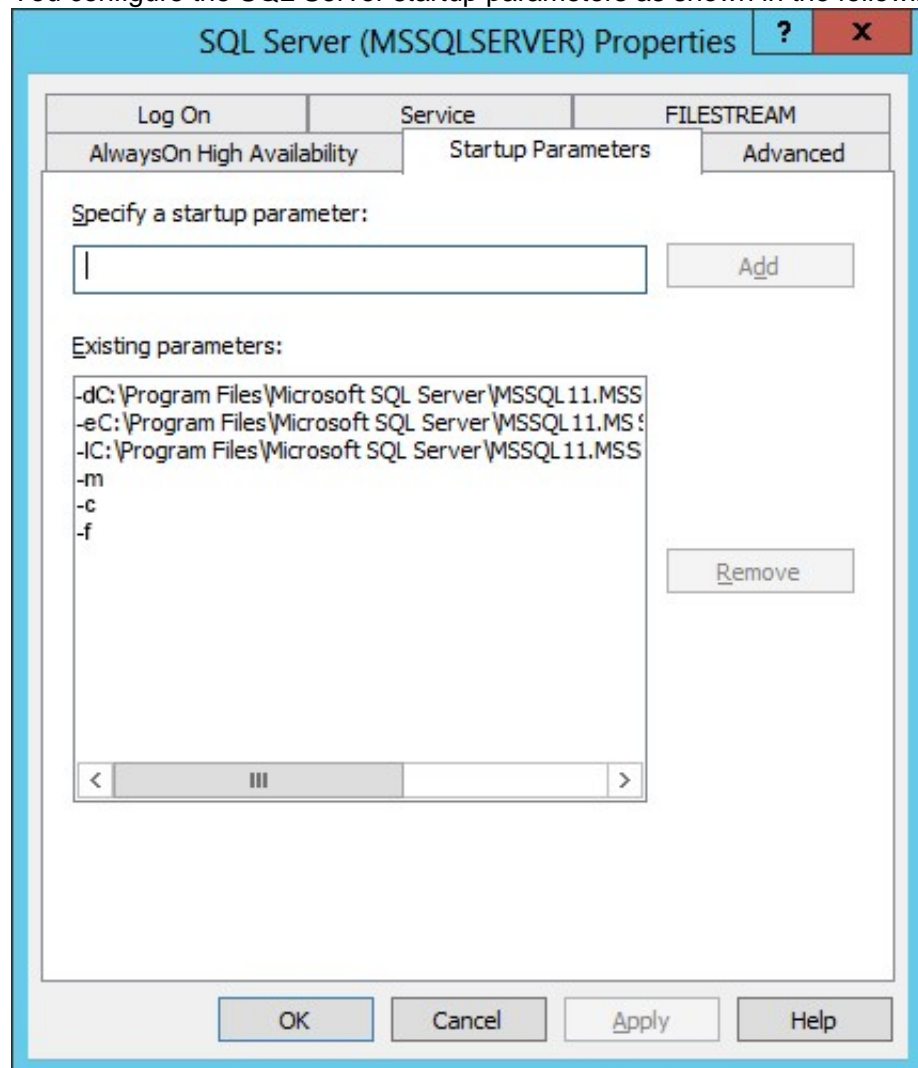 You configure the SQL Server startup parameters as shown in the follow
SQL Server (MSSQLSERVER) Properties ? x
Log On Service FILESTREAM
AlwaysOn High Availability Startup Parameters Advanced
Specify a startup parameter:
Add
Existing parameters:
-dC:\Program Files\Microsoft SQL Server\MSSQL11.MSS
-eC:\Program Files\Microsoft SQL Server\MSSQL11.MS
-lC:\Program Files\Microsoft SQL Server\MSSQL11.MSS
-m
-c
-f
Remove
OK Cancel Apply Help